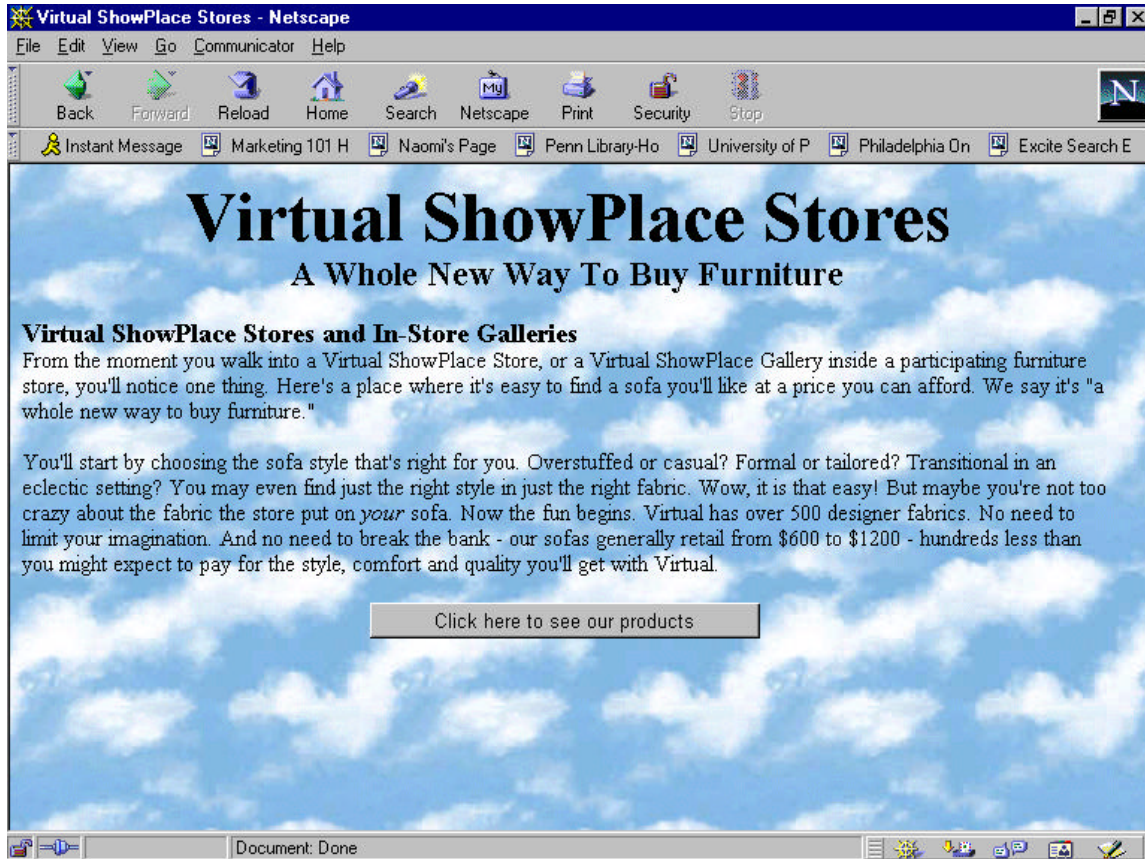 Virtual ShowPlace Stores - Netscape
File Edit View Go Communicator Help
My
N
Back Forward Reload Home Search Netscape Print Security Stop
Instant Message Marketing 101 H Naomi's Page Penn Library-Ho University of P Philadelphia On Excite Search E
Virtual ShowPlace Stores
A Whole New Way To Buy Furniture
Virtual ShowPlace Stores and In-Store Galleries
From the moment you walk into a Virtual ShowPlace Store, or a Virtual ShowPlace Gallery inside a participating furniture
store, you'll notice one thing. Here's a place where it's easy to find a sofa you'll like at a price you can afford. We say it's "a
whole new way to buy furniture."
You'll start by choosing the sofa style that's right for you. Overstuffed or casual? Formal or tailored? Transitional in an
eclectic setting? You may even find just the right style in just the right fabric. Wow, it is that easy! But maybe you're not too
crazy about the fabric the store put on your sofa. Now the fun begins. Virtual has over 500 designer fabrics. No need to
limit your imagination. And no need to break the bank - our sofas generally retail from $600 to $1200 - hundreds less than
you might expect to pay for the style, comfort and quality you'll get with Virtual.
Click here to see our products
Document: Done